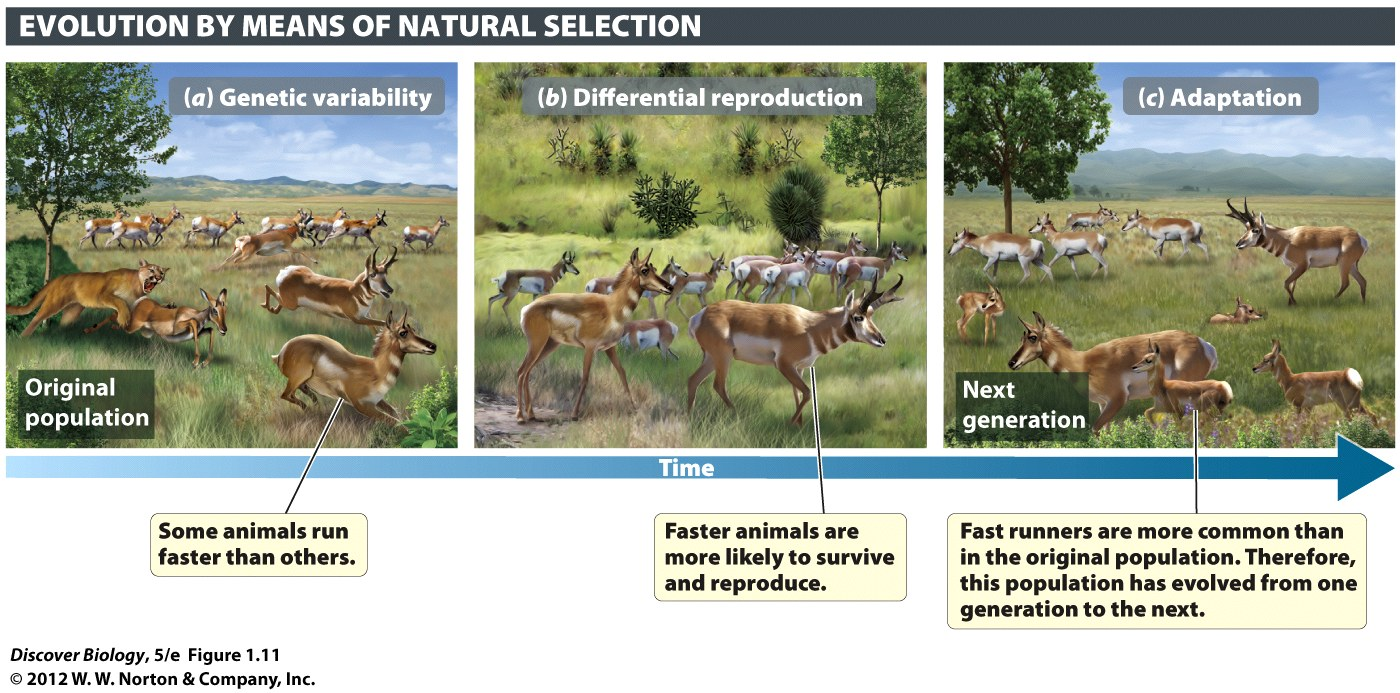 EVOLUTION BY MEANS OF NATURAL SELECTION
(a) Genetic variability
Original
population
(b) Differential reproduction
(c) Adaptation
Next
generation
Time
Some animals run
faster than others.
Faster animals are
more likely to survive
and reproduce.
Fast runners are more common than
in the original population. Therefore,
this population has evolved from one
generation to the next.
Discover Biology, 5/e Figure 1.11
© 2012 W. W. Norton & Company, Inc.